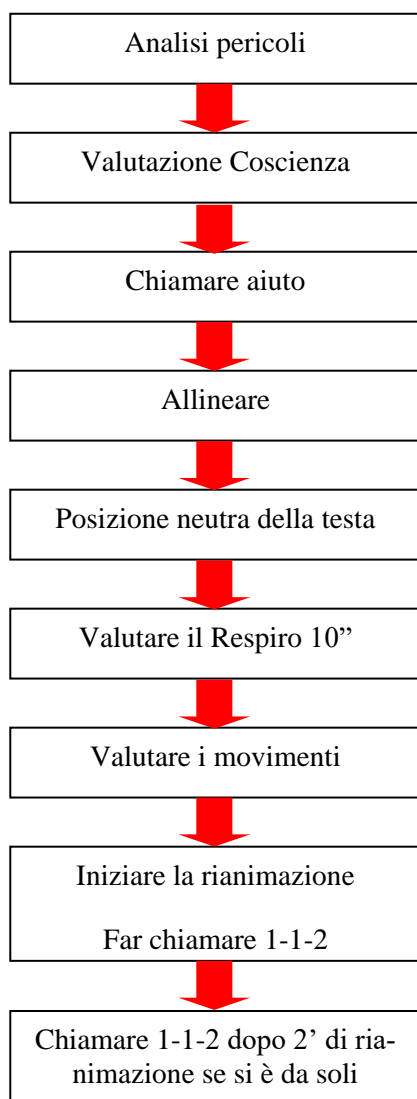 Analisi pericoli
Valutazione Coscienza
Chiamare aiuto
Allineare
Posizione neutra della testa
Valutare il Respiro 10”
Valutare i movimenti
Iniziare la rianimazione
Far chiamare 1-1-2
Chiamare 1-1-2 dopo 2’ di ria-
nimazione se si è da soli